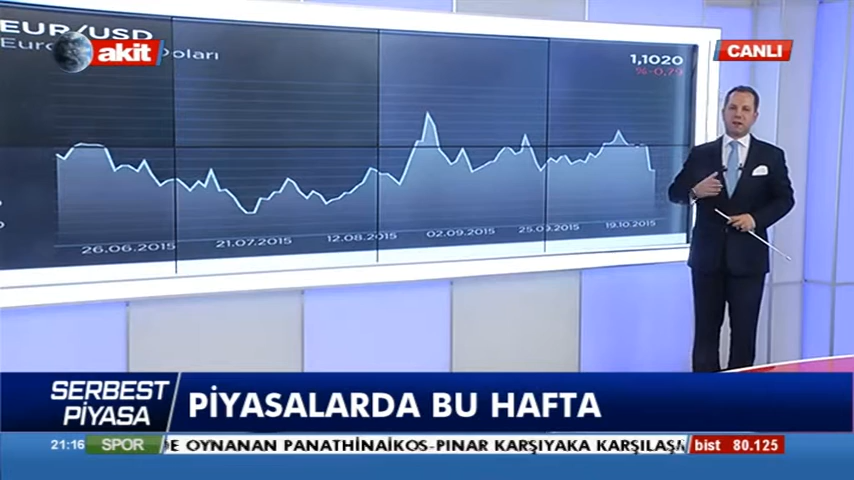 EUR/USD
Doları
akit
1,1020
%-0,79
CANLI
26.06.2015
21.07.2015
12.08.2015
02.09.2015
25.09.2015
19.10.2015
SERBEST
PİYASA
PİYASALARDA BU HAFTA
21:16 SPOR E OYNANAN PANATHİNAİKOS-PINAR KARŞIYAKA KARŞILAŞ bist 80.125